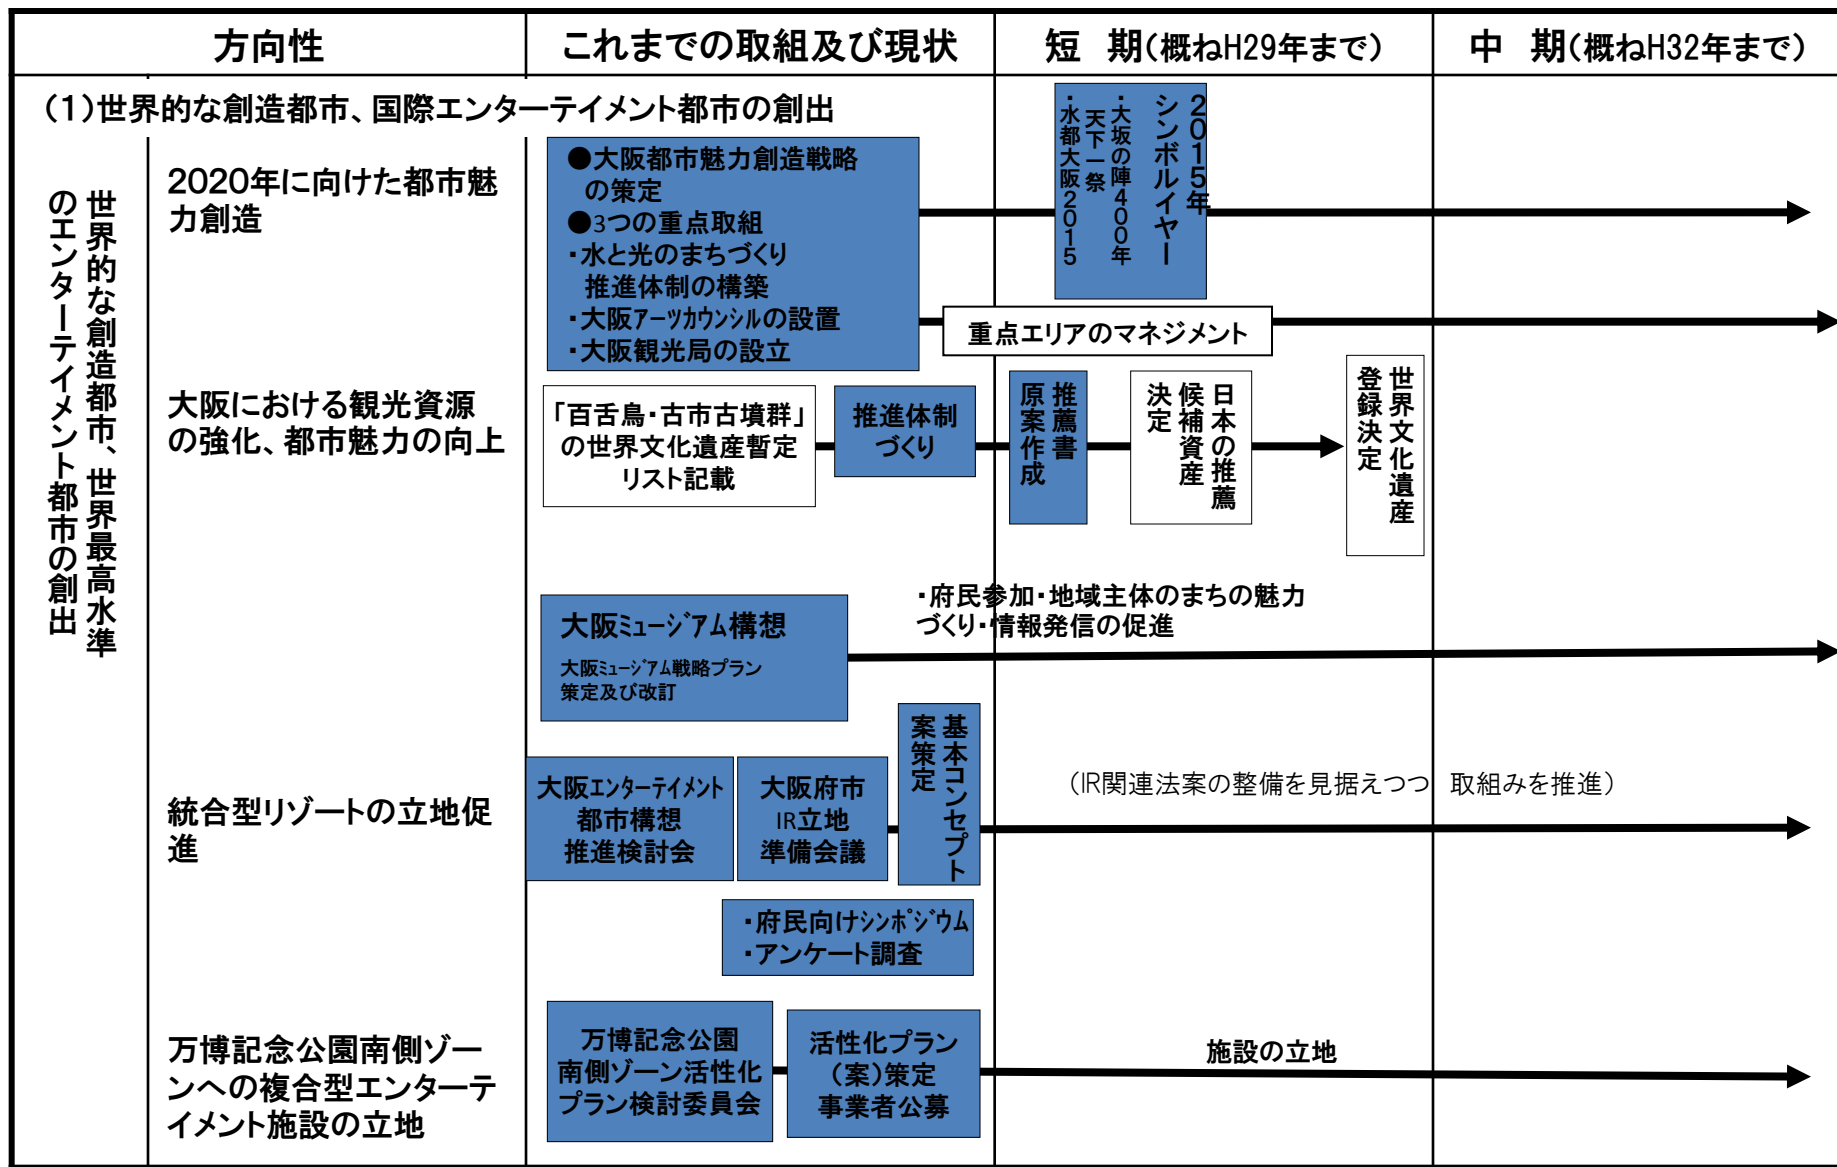 方向性
これまでの取組及び現状
短　期(概ねH29年まで)
中　期(概ねH32年まで)
(1)世界的な創造都市、国際エンターテイメント都市の創出
世界的な創造都市、世界最高水準
のエンターテイメント都市の創出
2020年に向けた都市魅
力創造
●大阪都市魅力創造戦略
の策定
●3つの重点取組
・水と光のまちづくり
推進体制の構築
・大阪ｱｰﾂｶｳﾝｼﾙの設置
・大阪観光局の設立
2015年
シンボルイヤー
・大坂の陣400年
天下一祭
・水都大阪2015
重点エリアのマネジメント
大阪における観光資源
の強化、都市魅力の向上
「百舌鳥・古市古墳群」
の世界文化遺産暫定
リスト記載
推進体制
づくり
推薦書
原案作成
日本の推薦
候補資産
決定
世界文化遺産
登録決定
大阪ﾐｭｰｼﾞｱﾑ構想
大阪ﾐｭｰｼﾞｱﾑ戦略プラン
策定及び改訂
・府民参加・地域主体のまちの魅力
づくり・情報発信の促進
統合型リゾートの立地促
進
大阪ｴﾝﾀｰﾃｲﾒﾝﾄ
都市構想
推進検討会
大阪府市
IR立地
準備会議
基本コンセプト
案策定
(IR関連法案の整備を見据えつつ　取組みを推進)
・府民向けｼﾝﾎﾟｼﾞｳﾑ
・アンケート調査
万博記念公園南側ゾー
ンへの複合型エンターテ
イメント施設の立地
万博記念公園
南側ゾーン活性化
プラン検討委員会
活性化プラン
(案)策定
事業者公募
施設の立地